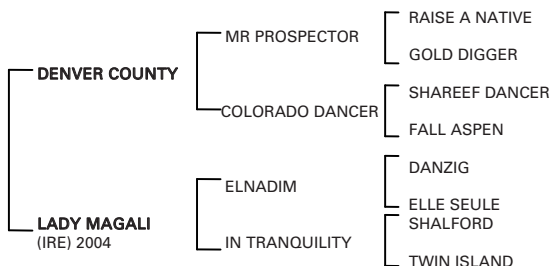 RAISE A NATIVE
MR PROSPECTOR
GOLD DIGGER
DENVER COUNTY
SHAREEF DANCER
COLORADO DANCER
FALL ASPEN
DANZIG
ELNADIM
ELLE SEULE
LADY MAGALI
(IRE) 2004
SHALFORD
IN TRANQUILITY
TWIN ISLAND